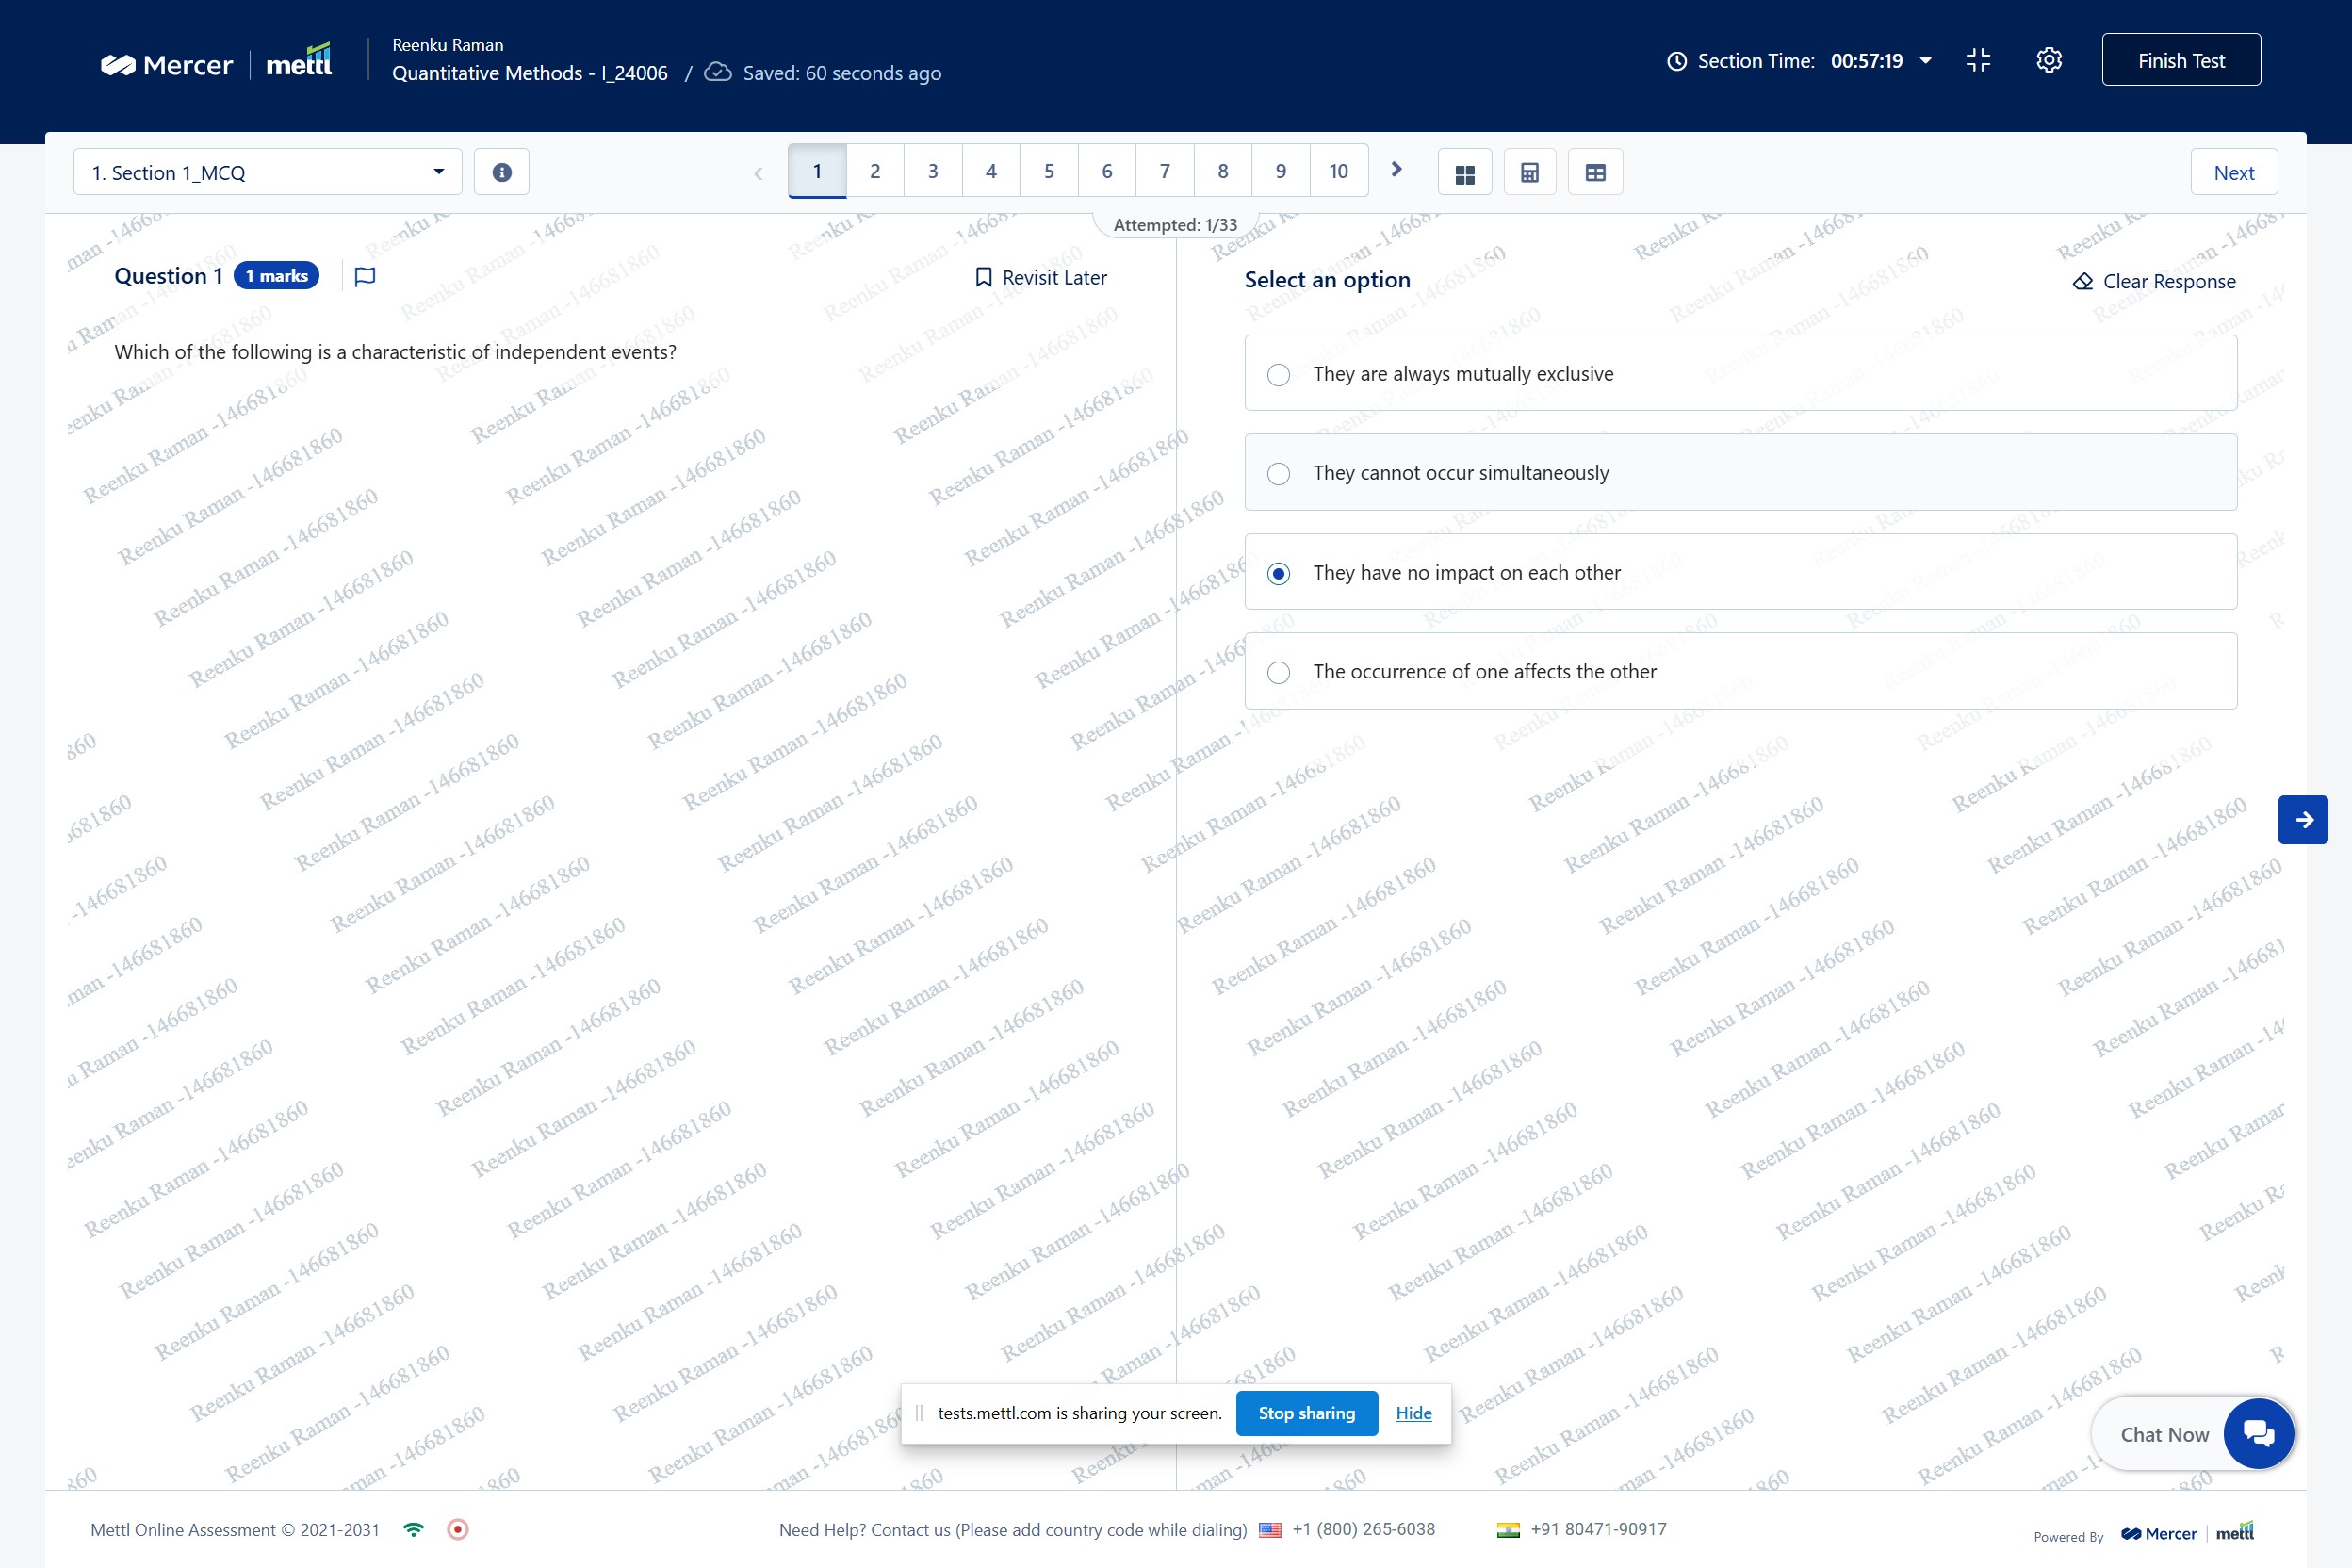 Mercer mettl
Reenku Raman
Quantitative Methods - I_24006 / Saved: 60 seconds ago
Section Time: 00:57:19
Finish Test
1. Section 1_MCQ
1 2 3 4 5 6 7 8 9 10
Next
Attempted: 1/33
Question 1 1 marks
Revisit Later
Which of the following is a characteristic of independent events?
Select an option
Clear Response
They are always mutually exclusive
They cannot occur simultaneously
They have no impact on each other
The occurrence of one affects the other
Reenku Raman -146681860
tests.mettl.com is sharing your screen. Stop sharing Hide
Chat Now
Mettl Online Assessment © 2021-2031
Need Help? Contact us (Please add country code while dialing) +1 (800) 265-6038 +91 80471-90917
Powered By Mercer mettl